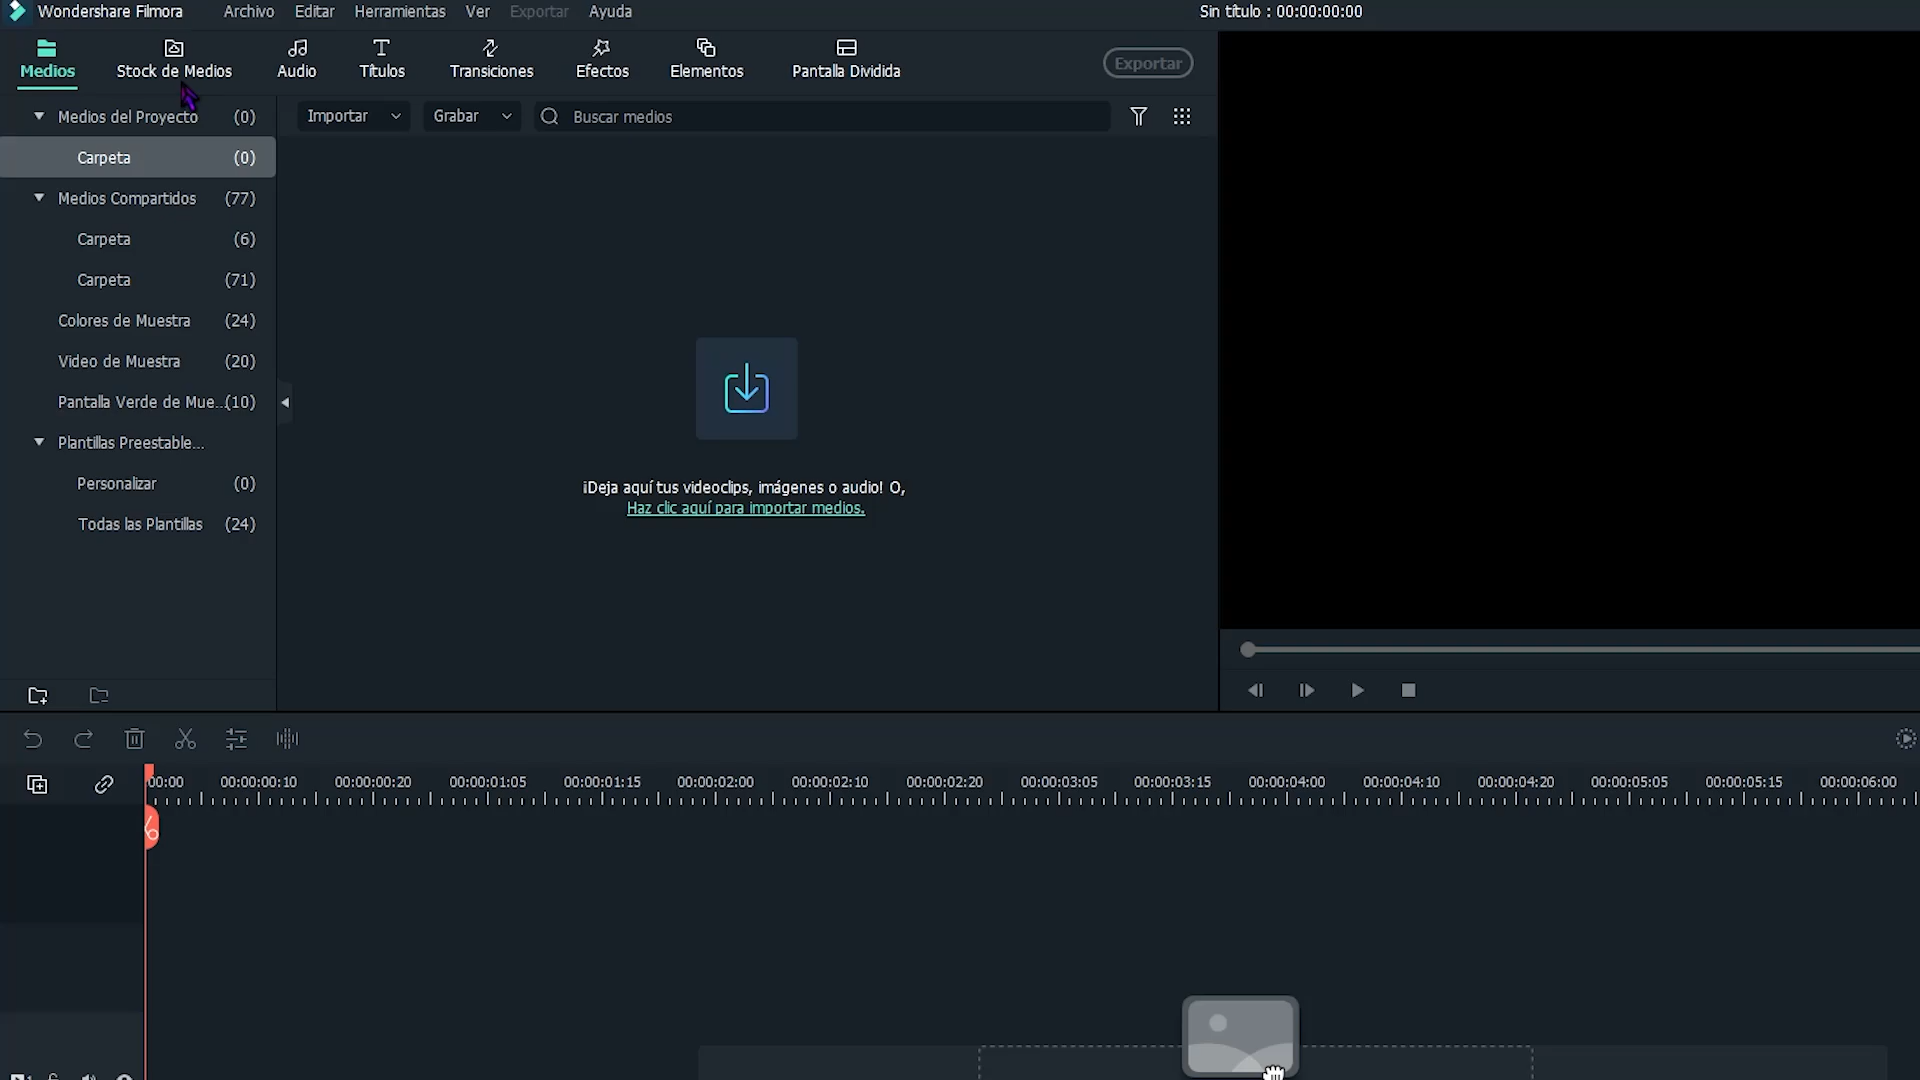 Wondershare Filmora Archivo Editar Herramientas Ver Exportar Ayuda Sin título : 00:00:00:00
Medios Stock de Medios Audio Títulos Transiciones Efectos Elementos Pantalla Dividida Exportar
Medios del Proyecto (0) Importar Grabar Buscar medios
Carpeta (0)
Medios Compartidos (77)
Carpeta (6)
Carpeta (71)
Colores de Muestra (24)
Video de Muestra (20)
Pantalla Verde de Mue...(10)
Plantillas Preestable...
Personalizar (0)
Todas las Plantillas (24)
¡Deja aquí tus videoclips, imágenes o audio! O,
Haz clic aquí para importar medios.
00:00 00:00:00:10 00:00:00:20 00:00:01:05 00:00:01:15 00:00:02:00 00:00:02:10 00:00:02:20 00:00:03:05 00:00:03:15 00:00:04:00 00:00:04:10 00:00:04:20 00:00:05:05 00:00:05:15 00:00:06:00